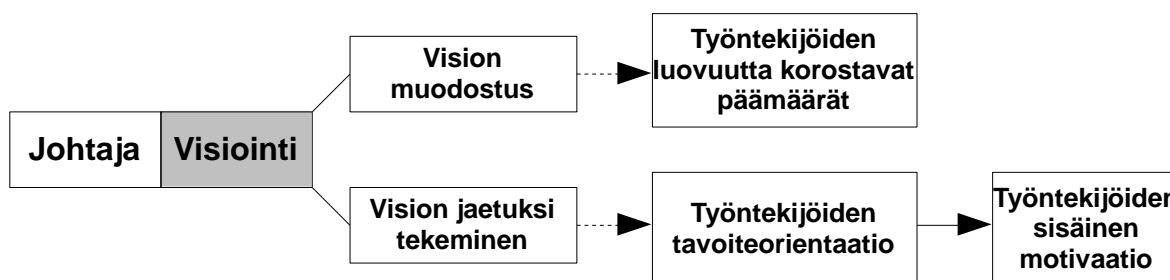 Johtaja
Visiointi
Vision
muodostus
Työntekijöiden
luovuutta korostavat
päämäärät
Vision jaetuksi
tekeminen
Työntekijöiden
tavoiteorientaatio
Työntekijöiden
sisäinen
motivaatio